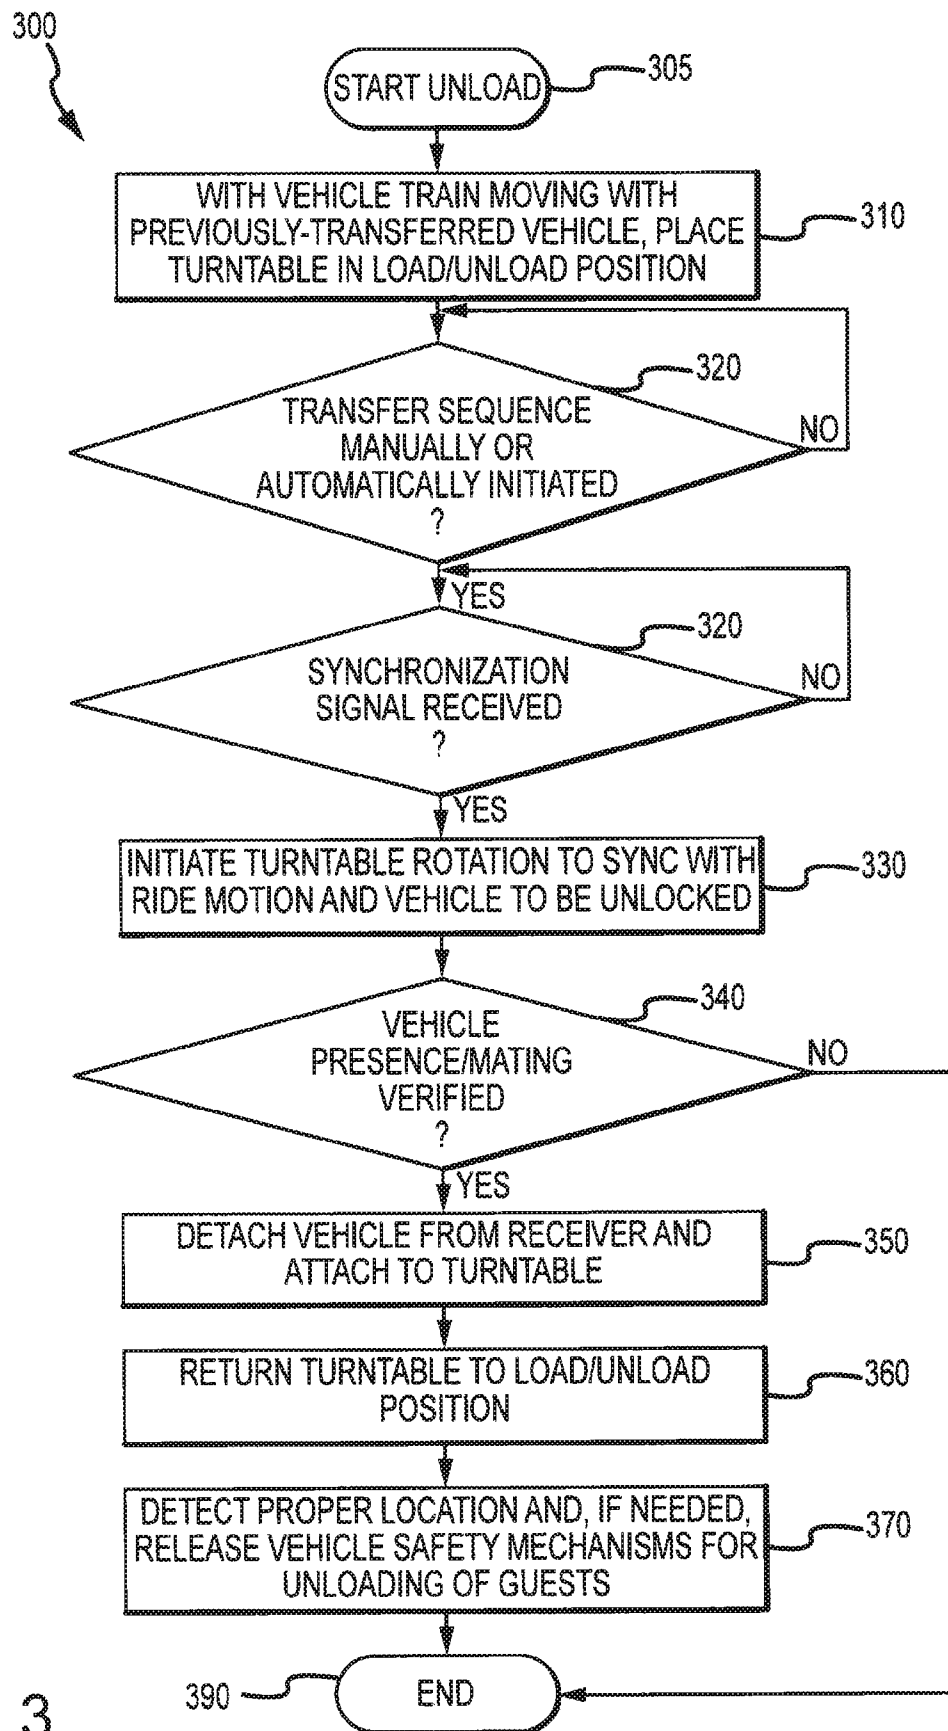 300
START UNLOAD
305
WITH VEHICLE TRAIN MOVING WITH
PREVIOUSLY-TRANSFERRED VEHICLE, PLACE
TURNTABLE IN LOAD/UNLOAD POSITION
310
320
TRANSFER SEQUENCE
MANUALLY OR
AUTOMATICALLY INITIATED
?
NO
YES
320
SYNCHRONIZATION
SIGNAL RECEIVED
?
NO
YES
INITIATE TURNTABLE ROTATION TO SYNC WITH
RIDE MOTION AND VEHICLE TO BE UNLOCKED
330
340
VEHICLE
PRESENCE/MATING
VERIFIED
?
NO
YES
DETACH VEHICLE FROM RECEIVER AND
ATTACH TO TURNTABLE
350
RETURN TURNTABLE TO LOAD/UNLOAD
POSITION
360
DETECT PROPER LOCATION AND, IF NEEDED,
RELEASE VEHICLE SAFETY MECHANISMS FOR
UNLOADING OF GUESTS
370
390
END
3